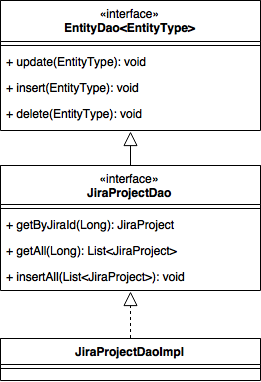 «interface»
EntityDao<EntityType>
+ update(EntityType): void
+ insert(EntityType): void
+ delete(EntityType): void
«interface»
JiraProjectDao
+ getByJiraId(Long): JiraProject
+ getAll(Long): List<JiraProject>
+ insertAll(List<JiraProject>): void
JiraProjectDaoImpl